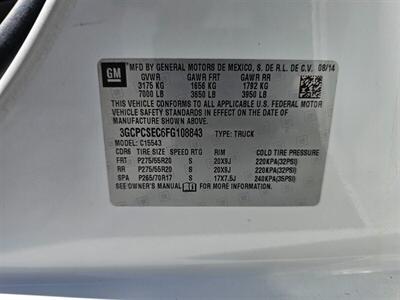 GM
MFD BY GENERAL MOTORS DE MEXICO, S. DE R.L. DE C.V. 08/14
GVWR GAWR FRT GAWR RR
3175 KG 1656 KG 1792 KG
7000 LB 3650 LB 3950 LB
THIS VEHICLE CONFORMS TO ALL APPLICABLE U.S. FEDERAL MOTOR
VEHICLE SAFETY STANDARDS IN EFFECT ON THE DATE OF
MANUFACTURE SHOWN ABOVE.
3GCPCSEC6FG108843 TYPE: TRUCK
MODEL: C15543
CDR6 TIRE SIZE SPEED RTG RIM COLD TIRE PRESSURE
FRT P275/55R20 S 20X9J 220KPA(32PSI)
RR P275/55R20 S 20X9J 220KPA(32PSI)
SPA P265/70R17 S 17X7.5J 240KPA(35PSI)
SEE OWNER'S MANUAL FOR ADDITIONAL INFORMATION.